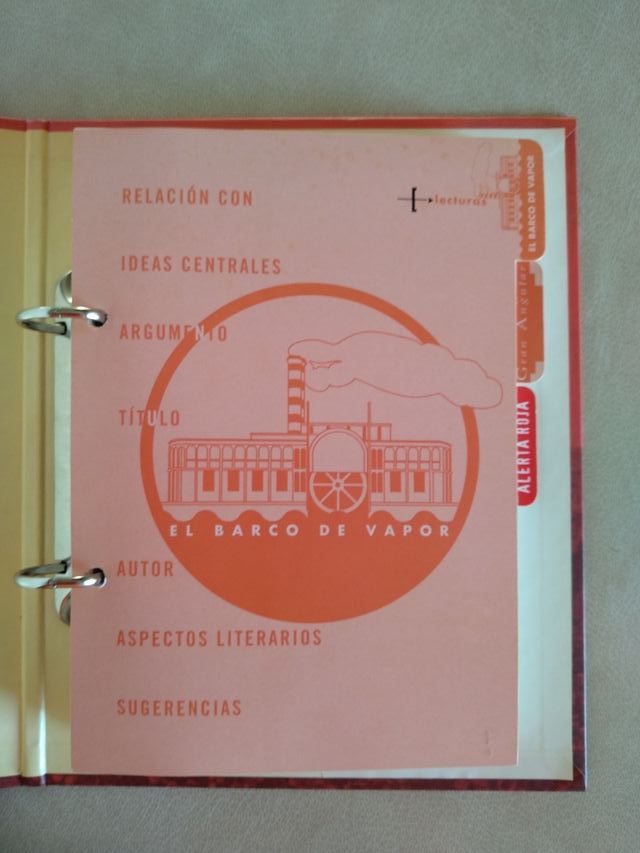 RELACIÓN CON
lecturas
IDEAS CENTRALES
ARGUMENTO
TÍTULO
EL BARCO DE VAPOR
AUTOR
ASPECTOS LITERARIOS
SUGERENCIAS
EL BARCO DE VAPOR
Gran Angular
ALERTA ROJA